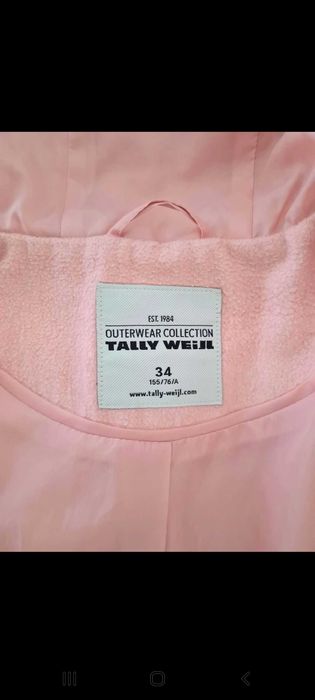 EST. 1984
OUTERWEAR COLLECTION
TALLY WEiJL
34
155/76/A
www.tally-weijl.com